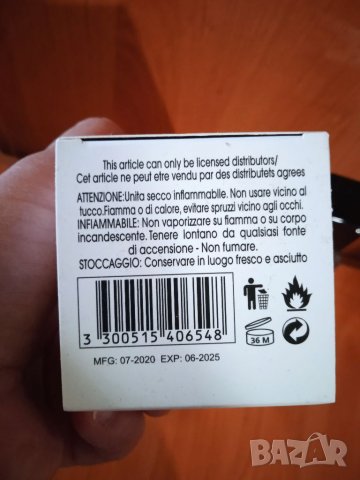 This article can only be licensed distributors/
Cet article ne peut etre vendu par des distributets agrees
ATTENZIONE:Unita secco infiammabile. Non usare vicino al
tucco.Fiamma o di calore, evitare spruzzi vicino agli occhi.
INFIAMMABILE: Non vaporizzare su fiamma o su corpo
incandescente. Tenere lontano da qualsiasi fonte
di accensione - Non fumare.
STOCCAGGIO: Conservare in luogo fresco e asciutto
3 300515 406548
36 M
MFG: 07-2020 EXP: 06-2025
BAZAR